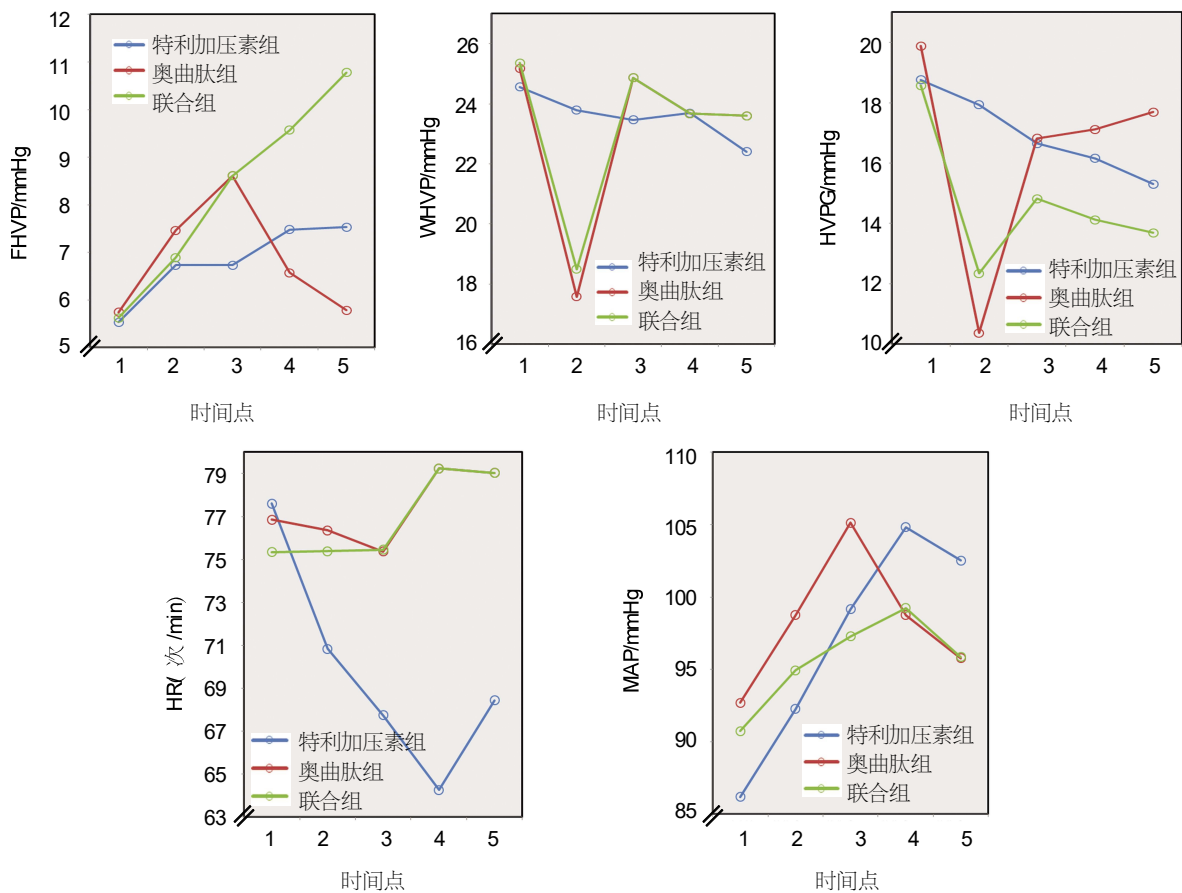 FHVP/mmHg
12
11
10
9
8
7
6
5
特利加压素组
奥曲肽组
联合组
1 2 3 4 5
时间点
WHVP/mmHg
26
24
22
20
18
16
特利加压素组
奥曲肽组
联合组
1 2 3 4 5
时间点
HVPG/mmHg
20
18
16
14
12
10
特利加压素组
奥曲肽组
联合组
1 2 3 4 5
时间点
HR( 次 /min)
79
77
75
73
71
69
67
65
63
特利加压素组
奥曲肽组
联合组
1 2 3 4 5
时间点
MAP/mmHg
110
105
100
95
90
85
特利加压素组
奥曲肽组
联合组
1 2 3 4 5
时间点